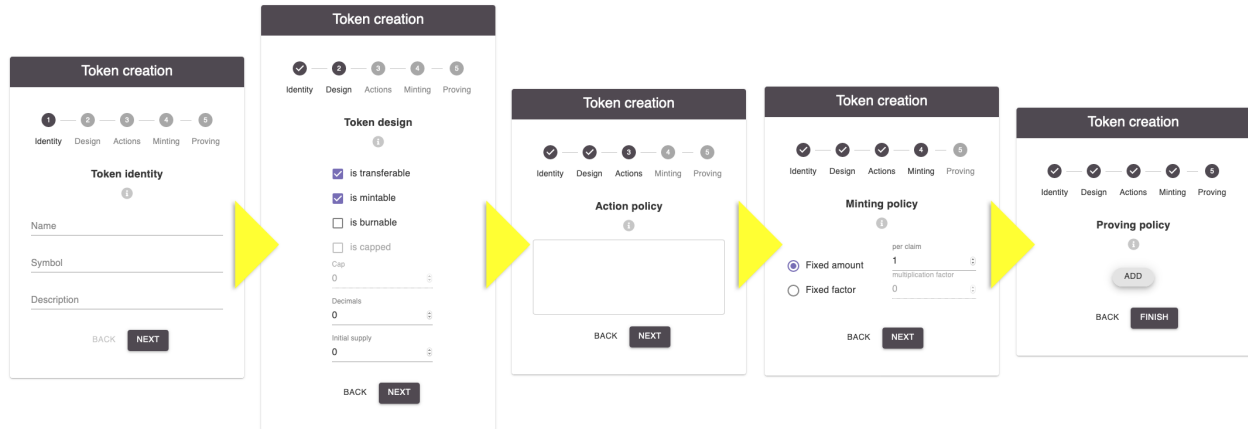 Token creation
1 2 3 4 5
Identity Design Actions Minting Proving
Token identity
i
Name
Symbol
Description
BACK NEXT
Token creation
2 3 4 5
Identity Design Actions Minting Proving
Token design
i
is transferable
is mintable
is burnable
is capped
Cap
0
Decimals
0
Initial supply
0
BACK NEXT
Token creation
3 4 5
Identity Design Actions Minting Proving
Action policy
i
BACK NEXT
Token creation
4 5
Identity Design Actions Minting Proving
Minting policy
i
per claim
Fixed amount 1
multiplication factor
Fixed factor 0
BACK NEXT
Token creation
5
Identity Design Actions Minting Proving
Proving policy
i
ADD
BACK FINISH